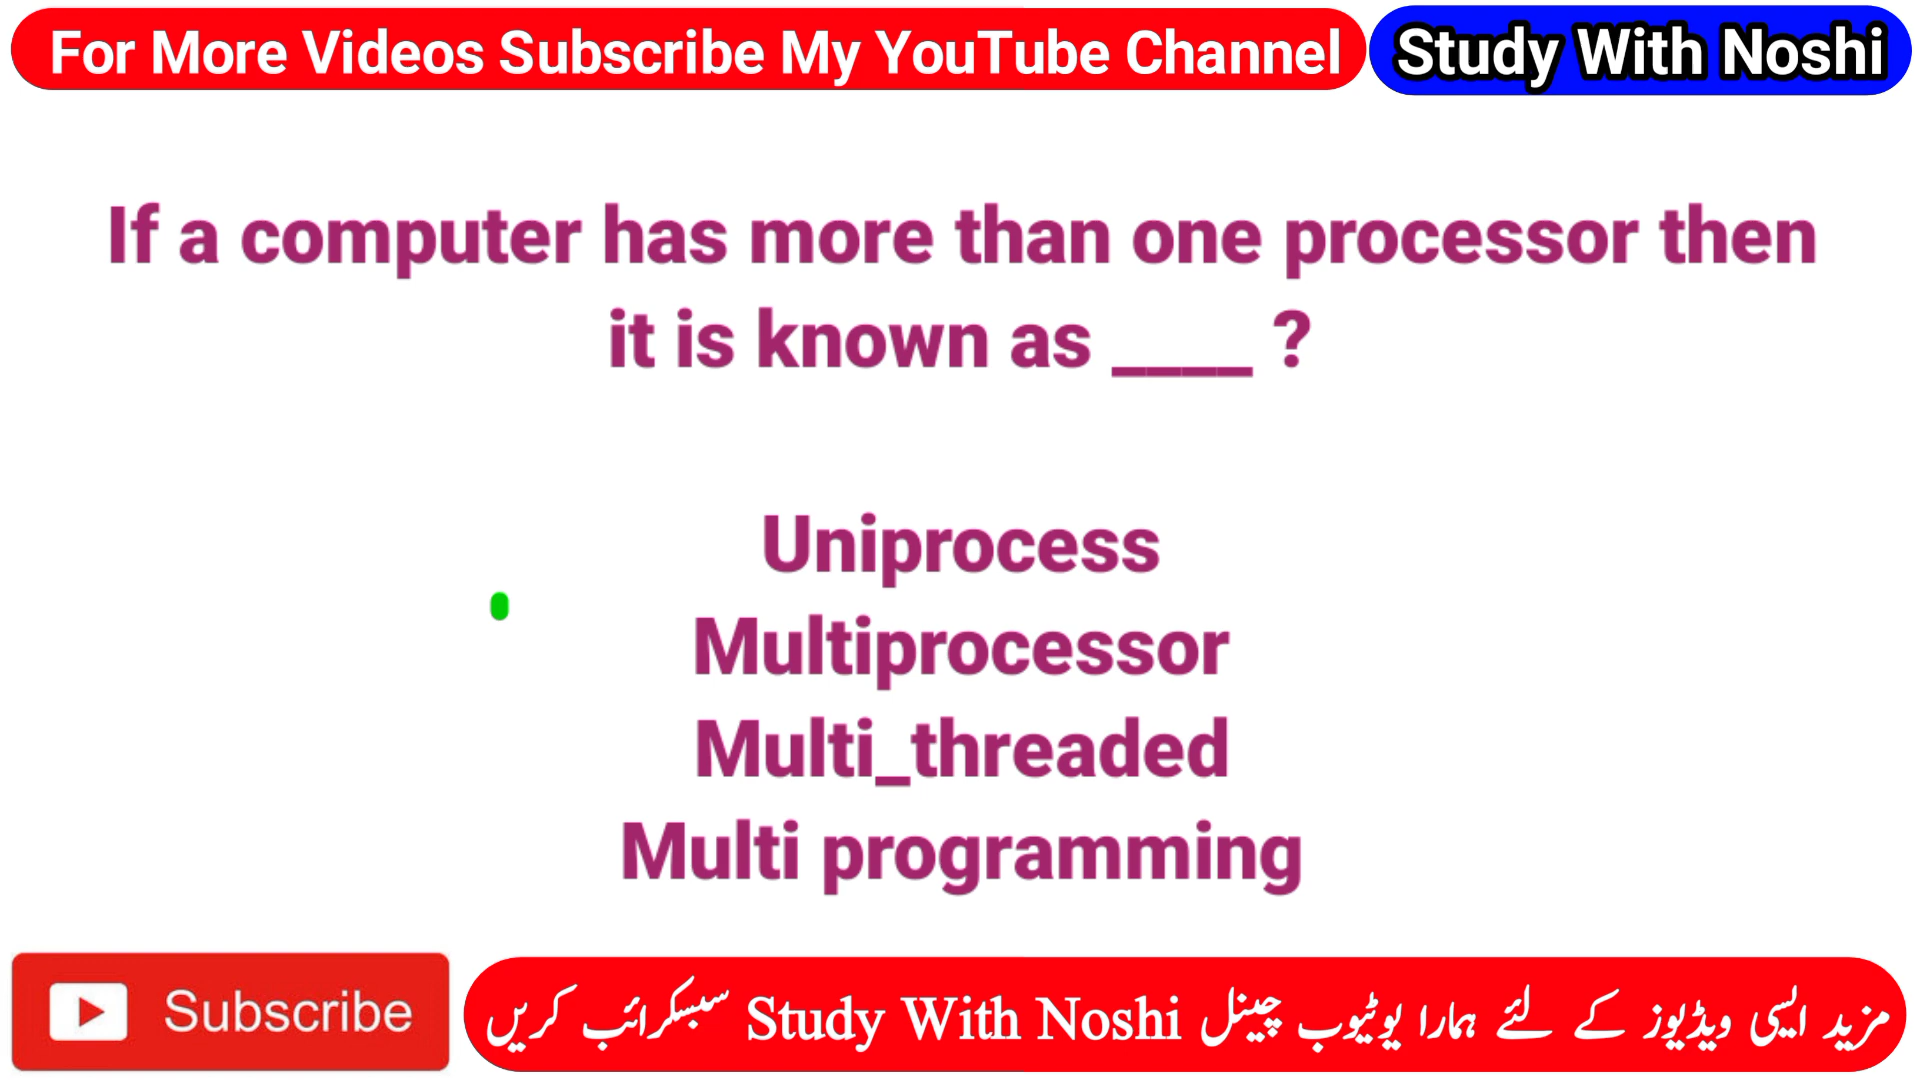 For More Videos Subscribe My YouTube Channel
Study With Noshi
If a computer has more than one processor then
it is known as ____ ?
Uniprocess
Multiprocessor
Multi_threaded
Multi programming
Subscribe
مزید ایسی ویڈیوز کے لئے ہمارا یوٹیوب چینل Study With Noshi سبسکرائب کریں